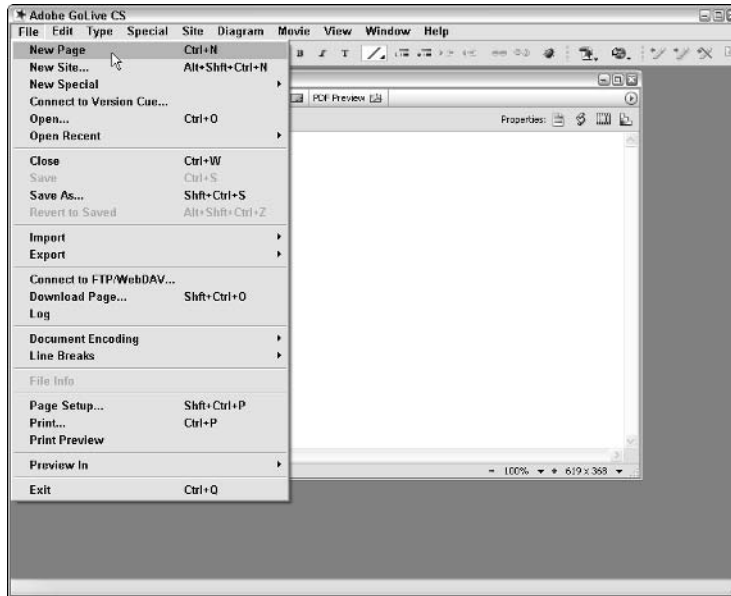 Adobe GoLive CS
File Edit Type Special Site Diagram Movie View Window Help
New Page Ctrl+N
New Site... Alt+Shft+Ctrl+N
New Special
Connect to Version Cue...
Open... Ctrl+O
Open Recent
Close Ctrl+W
Save Ctrl+S
Save As... Shft+Ctrl+S
Revert to Saved Alt+Shft+Ctrl+Z
Import
Export
Connect to FTP/WebDAV...
Download Page... Shft+Ctrl+O
Log
Document Encoding
Line Breaks
File Info
Page Setup... Shft+Ctrl+P
Print... Ctrl+P
Print Preview
Preview In
Exit Ctrl+Q
B I T
PDF Preview
Properties:
100% 619 x 368